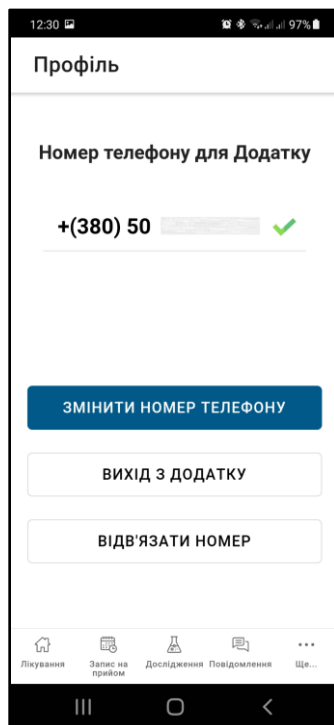 12:30 97%
Профіль
Номер телефону для Додатку
+(380) 50
ЗМІНИТИ НОМЕР ТЕЛЕФОНУ
ВИХІД З ДОДАТКУ
ВІДВ'ЯЗАТИ НОМЕР
Лікування Запис на прийом Дослідження Повідомлення Ще...